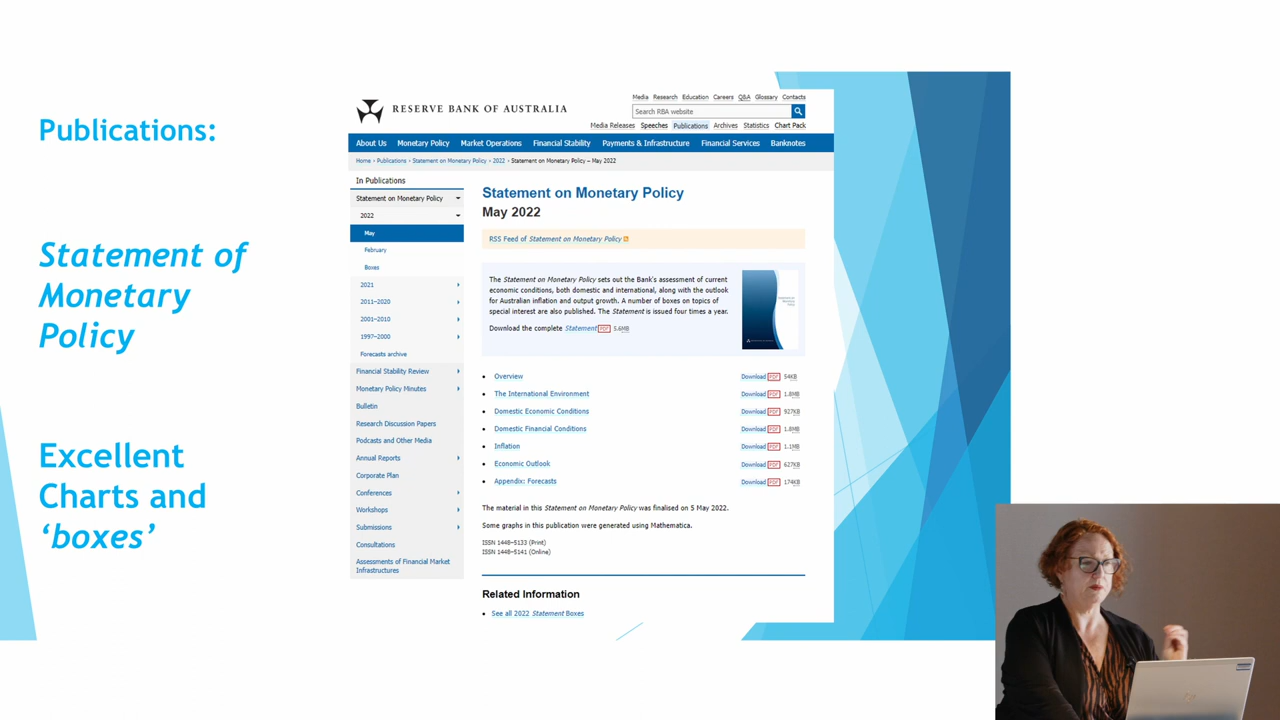 Publications:
Statement of
Monetary
Policy
Excellent
Charts and
‘boxes’
RESERVE BANK OF AUSTRALIA
Media Research Education Careers Q&A Glossary Contacts
Search RBA website
Media Releases Speeches Publications Archives Statistics Chart Pack
About Us Monetary Policy Market Operations Financial Stability Payments & Infrastructure Financial Services Banknotes
Home › Publications › Statement on Monetary Policy › 2022 › Statement on Monetary Policy – May 2022
In Publications
Statement on Monetary Policy
2022
May
February
Boxes
2021
2011–2020
2001–2010
1997–2000
Forecasts archive
Financial Stability Review
Monetary Policy Minutes
Bulletin
Research Discussion Papers
Podcasts and Other Media
Annual Reports
Corporate Plan
Conferences
Workshops
Submissions
Consultations
Assessments of Financial Market
Infrastructures
Statement on Monetary Policy
May 2022
RSS Feed of Statement on Monetary Policy
The Statement on Monetary Policy sets out the Bank's assessment of current
economic conditions, both domestic and international, along with the outlook
for Australian inflation and output growth. A number of boxes on topics of
special interest are also published. The Statement is issued four times a year.
Download the complete Statement PDF 5.6MB
Overview Download PDF 54KB
The International Environment Download PDF 1.8MB
Domestic Economic Conditions Download PDF 927KB
Domestic Financial Conditions Download PDF 1.8MB
Inflation Download PDF 1.1MB
Economic Outlook Download PDF 627KB
Appendix: Forecasts Download PDF 174KB
The material in this Statement on Monetary Policy was finalised on 5 May 2022.
Some graphs in this publication were generated using Mathematica.
ISSN 1448–5133 (Print)
ISSN 1448–5141 (Online)
Related Information
See all 2022 Statement Boxes